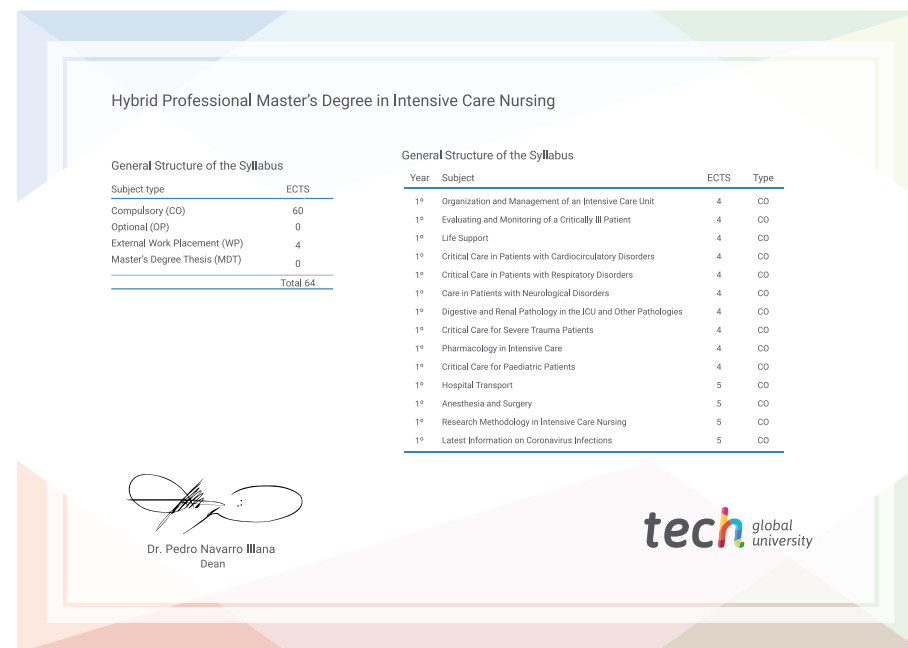 Hybrid Professional Master's Degree in Intensive Care Nursing
General Structure of the Syllabus
Subject type ECTS
Compulsory (CO) 60
Optional (OP) 0
External Work Placement (WP) 4
Master's Degree Thesis (MDT) 0
Total 64
General Structure of the Syllabus
Year Subject ECTS Type
1º Organization and Management of an Intensive Care Unit 4 CO
1º Evaluating and Monitoring of a Critically Ill Patient 4 CO
1º Life Support 4 CO
1º Critical Care in Patients with Cardiocirculatory Disorders 4 CO
1º Critical Care in Patients with Respiratory Disorders 4 CO
1º Care in Patients with Neurological Disorders 4 CO
1º Digestive and Renal Pathology in the ICU and Other Pathologies 4 CO
1º Critical Care for Severe Trauma Patients 4 CO
1º Pharmacology in Intensive Care 4 CO
1º Critical Care for Paediatric Patients 4 CO
1º Hospital Transport 5 CO
1º Anesthesia and Surgery 5 CO
1º Research Methodology in Intensive Care Nursing 5 CO
1º Latest Information on Coronavirus Infections 5 CO
Dr. Pedro Navarro Illana
Dean
tech global
university